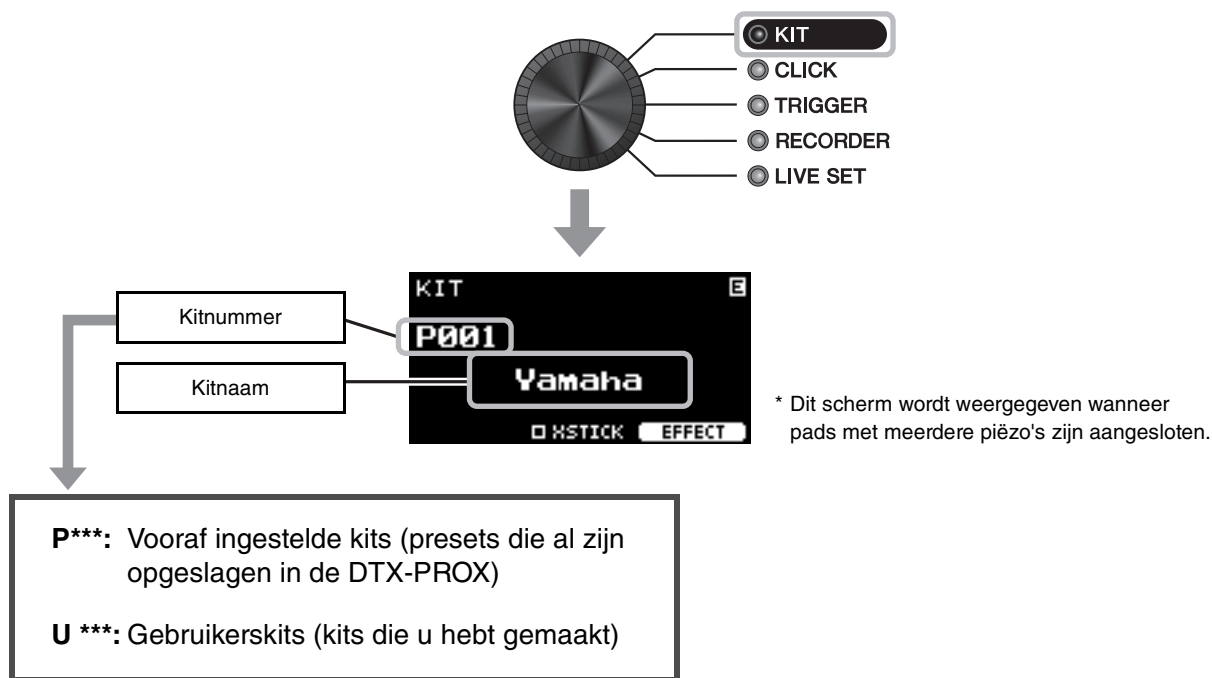 KIT
CLICK
TRIGGER
RECORDER
LIVE SET
KIT
E
Kitnummer
P001
Kitnaam
Yamaha
XSTICK EFFECT
* Dit scherm wordt weergegeven wanneer
pads met meerdere piëzo's zijn aangesloten.
P***: Vooraf ingestelde kits (presets die al zijn
opgeslagen in de DTX-PROX)
U ***: Gebruikerskits (kits die u hebt gemaakt)